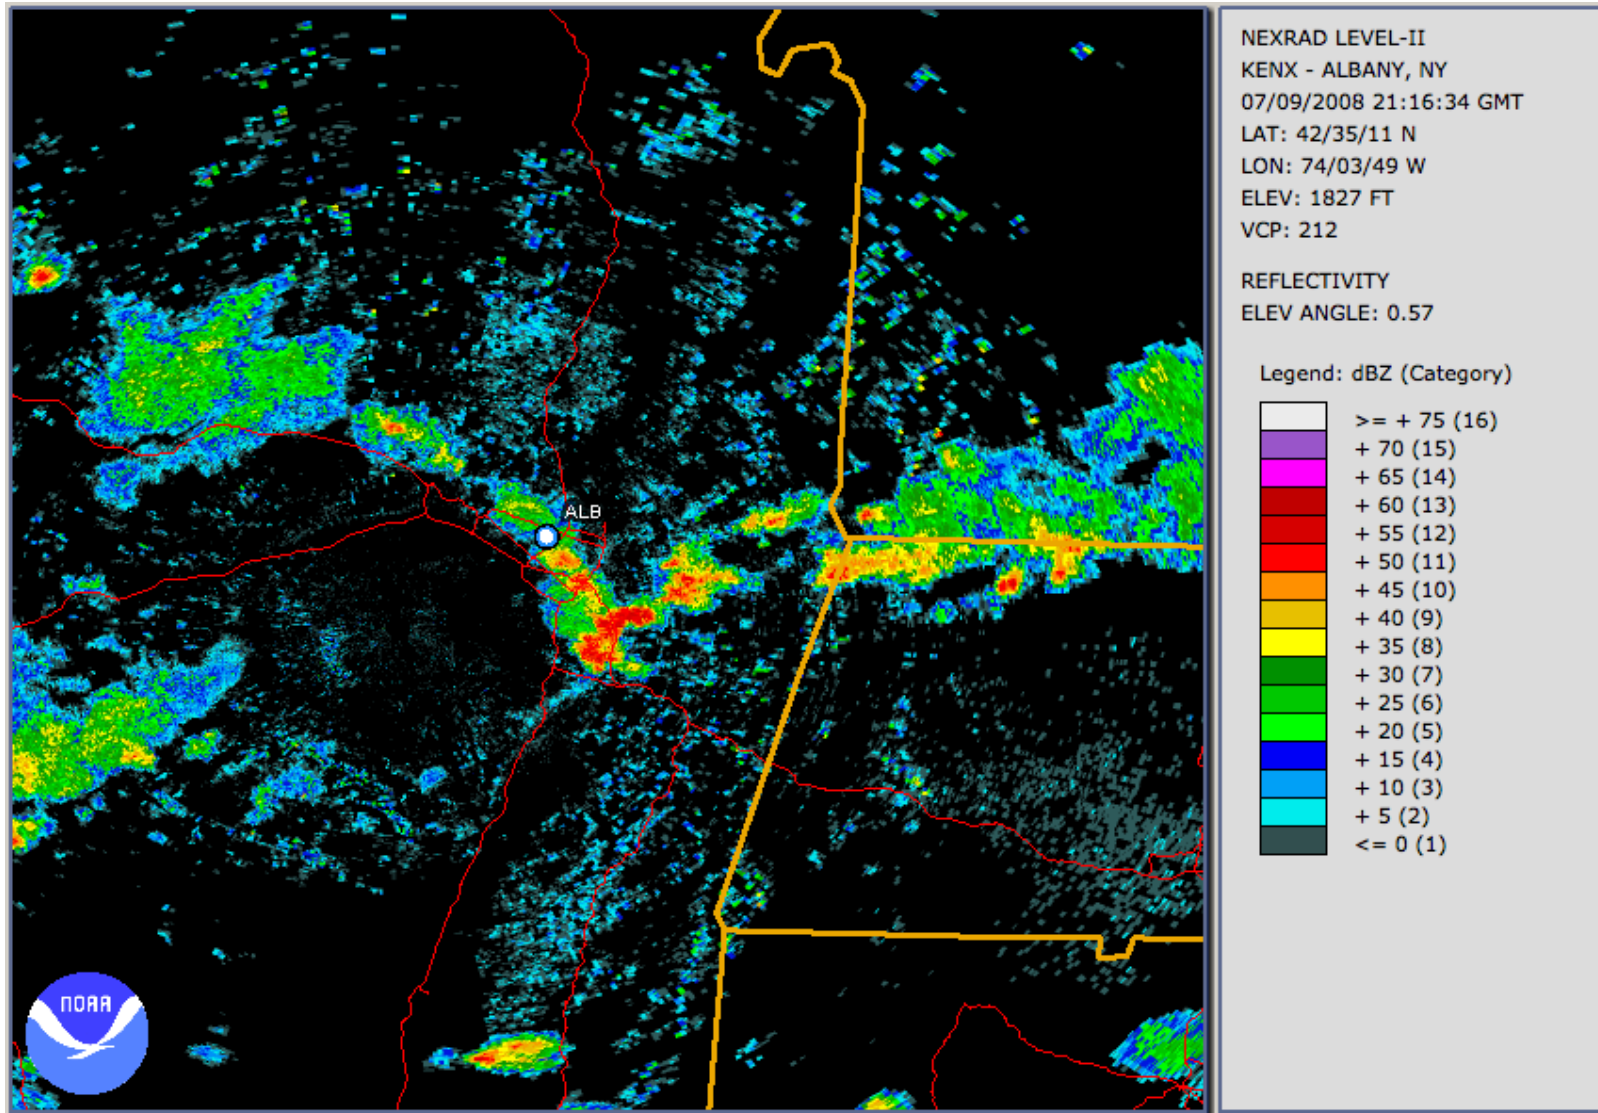 ALB
NOAA
NEXRAD LEVEL-II
KENX - ALBANY, NY
07/09/2008 21:16:34 GMT
LAT: 42/35/11 N
LON: 74/03/49 W
ELEV: 1827 FT
VCP: 212
REFLECTIVITY
ELEV ANGLE: 0.57
Legend: dBZ (Category)
>= + 75 (16)
+ 70 (15)
+ 65 (14)
+ 60 (13)
+ 55 (12)
+ 50 (11)
+ 45 (10)
+ 40 (9)
+ 35 (8)
+ 30 (7)
+ 25 (6)
+ 20 (5)
+ 15 (4)
+ 10 (3)
+ 5 (2)
<= 0 (1)